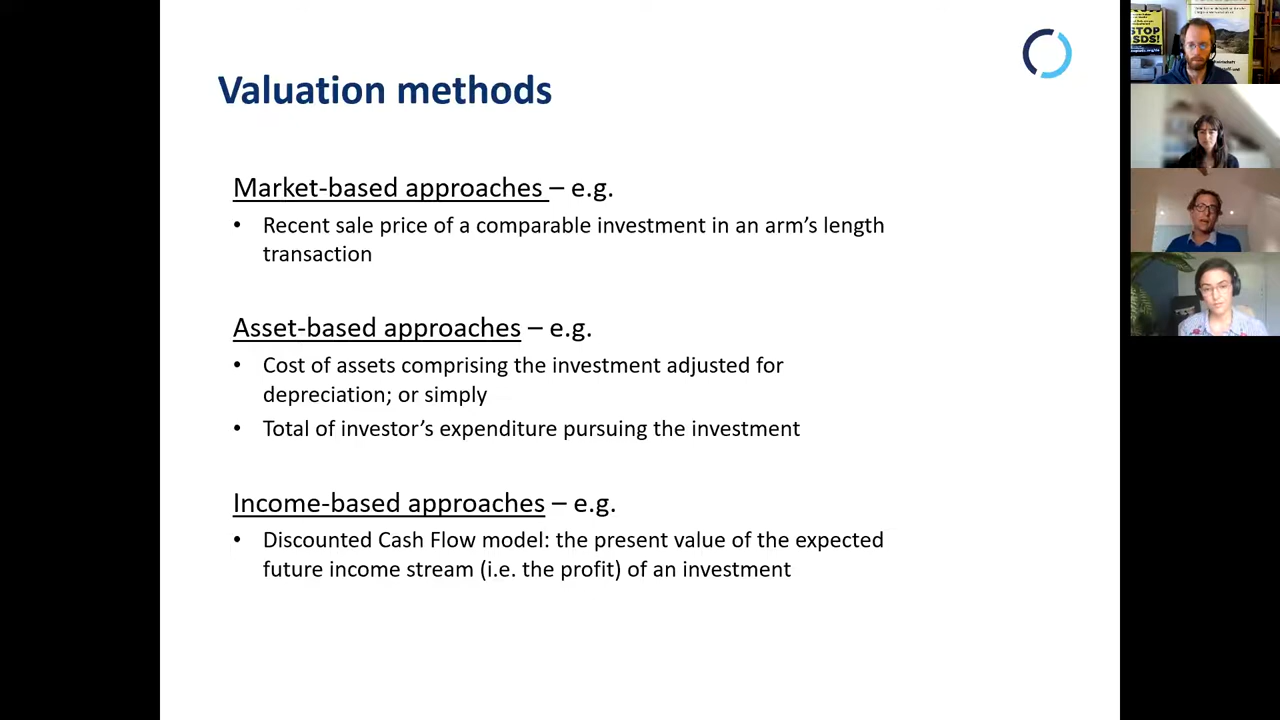 Valuation methods
Market-based approaches – e.g.
• Recent sale price of a comparable investment in an arm’s length
transaction
Asset-based approaches – e.g.
• Cost of assets comprising the investment adjusted for
depreciation; or simply
• Total of investor’s expenditure pursuing the investment
Income-based approaches – e.g.
• Discounted Cash Flow model: the present value of the expected
future income stream (i.e. the profit) of an investment
STOP